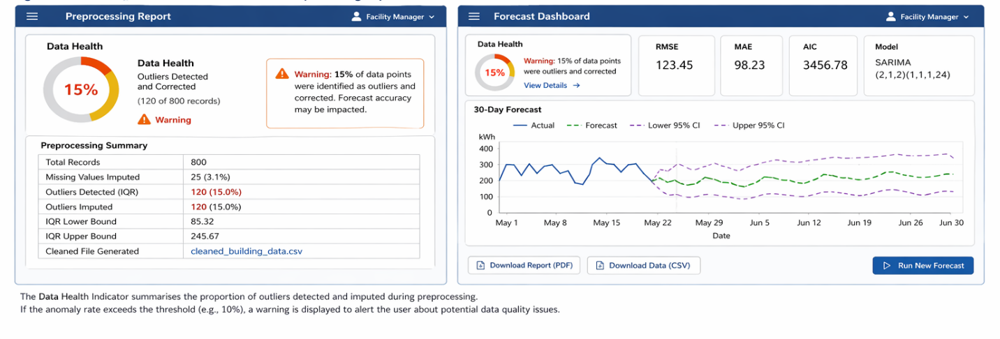 Preprocessing Report
Facility Manager
Data Health
15%
Data Health
Outliers Detected
and Corrected
(120 of 800 records)
Warning
Warning: 15% of data points
were identified as outliers and
corrected. Forecast accuracy
may be impacted.
Preprocessing Summary
Total Records 800
Missing Values Imputed 25 (3.1%)
Outliers Detected (IQR) 120 (15.0%)
Outliers Imputed 120 (15.0%)
IQR Lower Bound 85.32
IQR Upper Bound 245.67
Cleaned File Generated cleaned_building_data.csv
Forecast Dashboard
Facility Manager
Data Health
15%
Warning: 15% of data points
were outliers and corrected
View Details →
RMSE
123.45
MAE
98.23
AIC
3456.78
Model
SARIMA
(2,1,2)(1,1,1,24)
30-Day Forecast
Actual Forecast Lower 95% CI Upper 95% CI
kWh
400
300
200
100
0
May 1 May 8 May 15 May 22 May 29 Jun 5 Jun 12 Jun 19 Jun 26 Jun 30
Date
Download Report (PDF)
Download Data (CSV)
Run New Forecast
The Data Health Indicator summarises the proportion of outliers detected and imputed during preprocessing.
If the anomaly rate exceeds the threshold (e.g., 10%), a warning is displayed to alert the user about potential data quality issues.